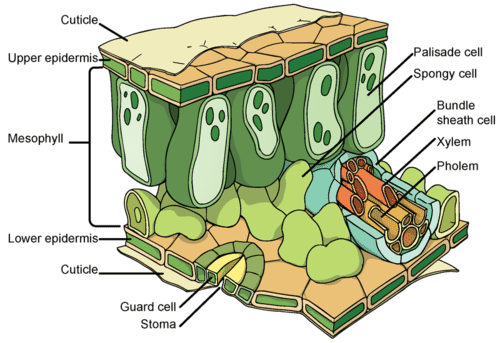 Cuticle
Upper epidermis
Mesophyll
Lower epidermis
Cuticle
Guard cell
Stoma
Palisade cell
Spongy cell
Bundle
sheath cell
Xylem
Pholem